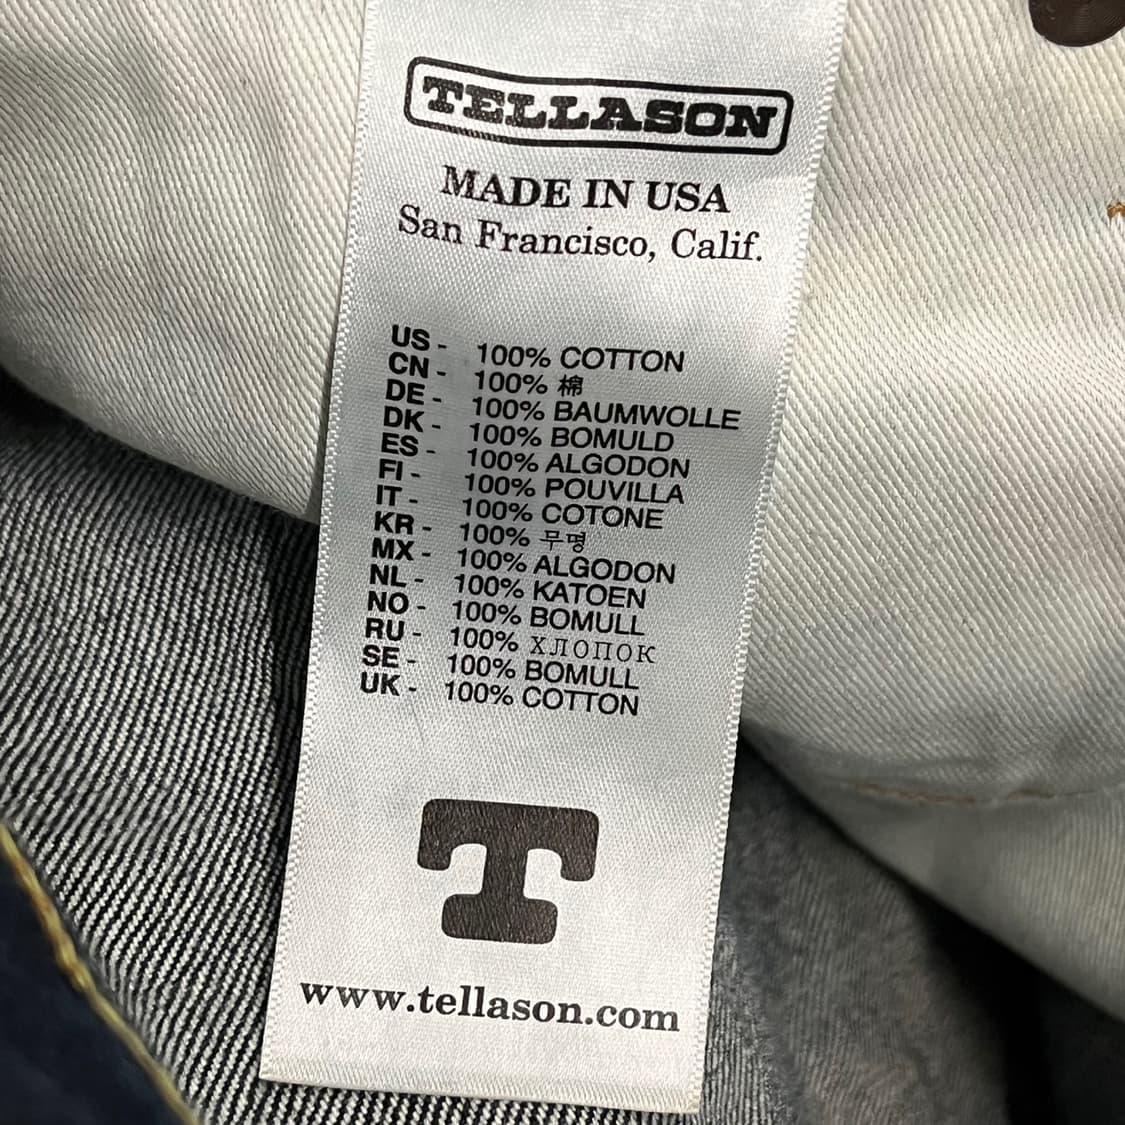 TELLASON
MADE IN USA
San Francisco, Calif.
US - 100% COTTON
CN - 100% 棉
DE - 100% BAUMWOLLE
DK - 100% BOMULD
ES - 100% ALGODON
FI - 100% POUVILLA
IT - 100% COTONE
KR - 100% 무명
MX - 100% ALGODON
NL - 100% KATOEN
NO - 100% BOMULL
RU - 100% хлопок
SE - 100% BOMULL
UK - 100% COTTON
T
www.tellason.com